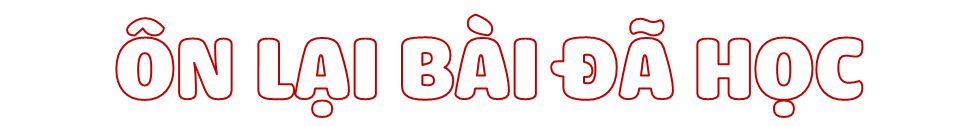 ÔN LẠI BÀI ĐÃ HỌC